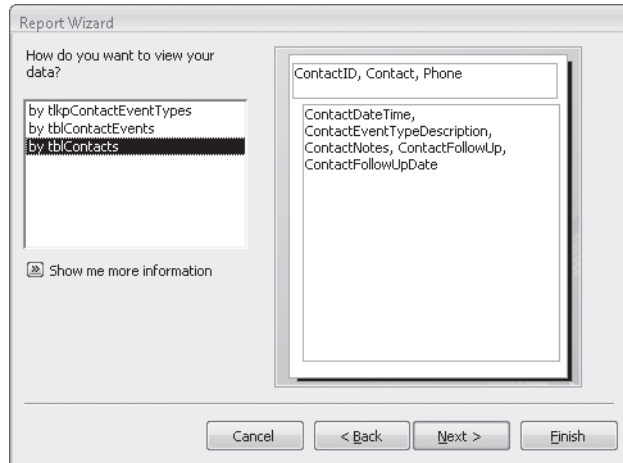 Report Wizard
How do you want to view your
data?
by tlkpContactEventTypes
by tblContactEvents
by tblContacts
Show me more information
ContactID, Contact, Phone
ContactDateTime,
ContactEventTypeDescription,
ContactNotes, ContactFollowUp,
ContactFollowUpDate
Cancel
< Back
Next >
Finish